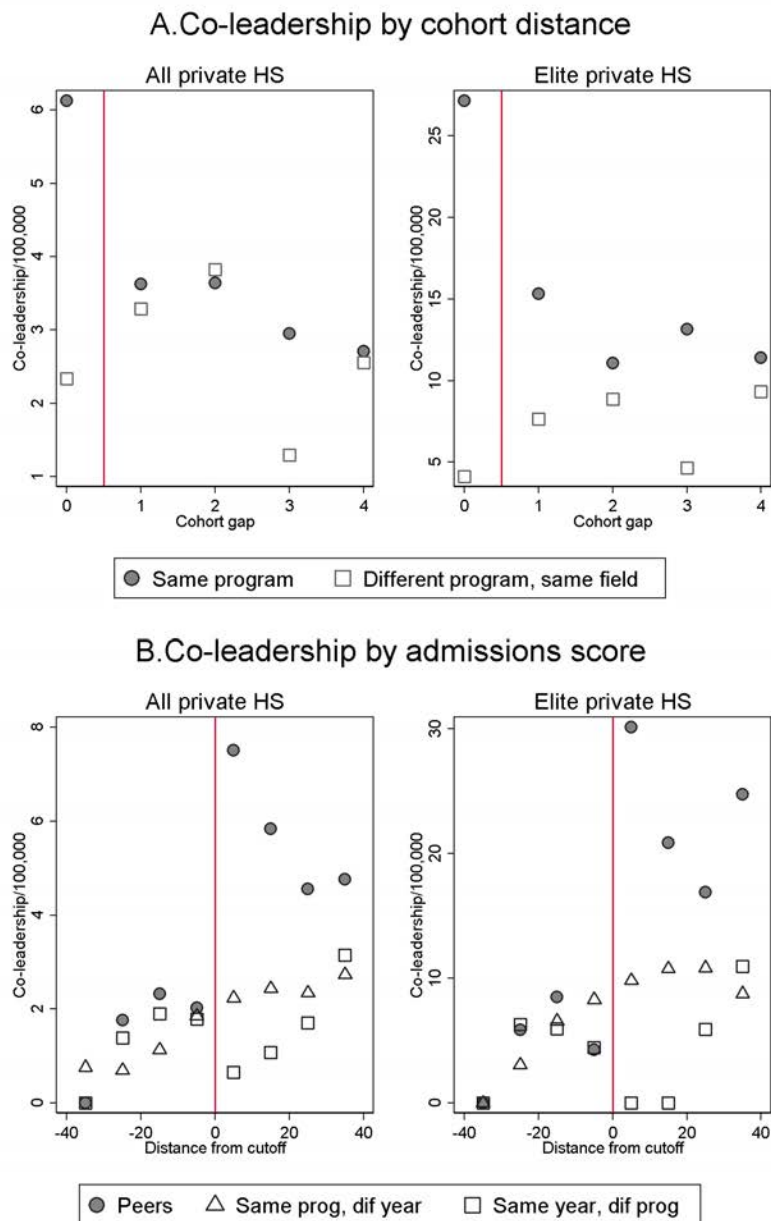 A.Co-leadership by cohort distance
All private HS
Elite private HS
Co-leadership/100,000
6
5
4
3
2
1
0 1 2 3 4
Cohort gap
Co-leadership/100,000
25
20
15
10
5
0 1 2 3 4
Cohort gap
Same program Different program, same field
B.Co-leadership by admissions score
All private HS
Elite private HS
Co-leadership/100,000
8
6
4
2
0
-40 -20 0 20 40
Distance from cutoff
Co-leadership/100,000
30
20
10
0
-40 -20 0 20 40
Distance from cutoff
Peers Same prog, dif year Same year, dif prog